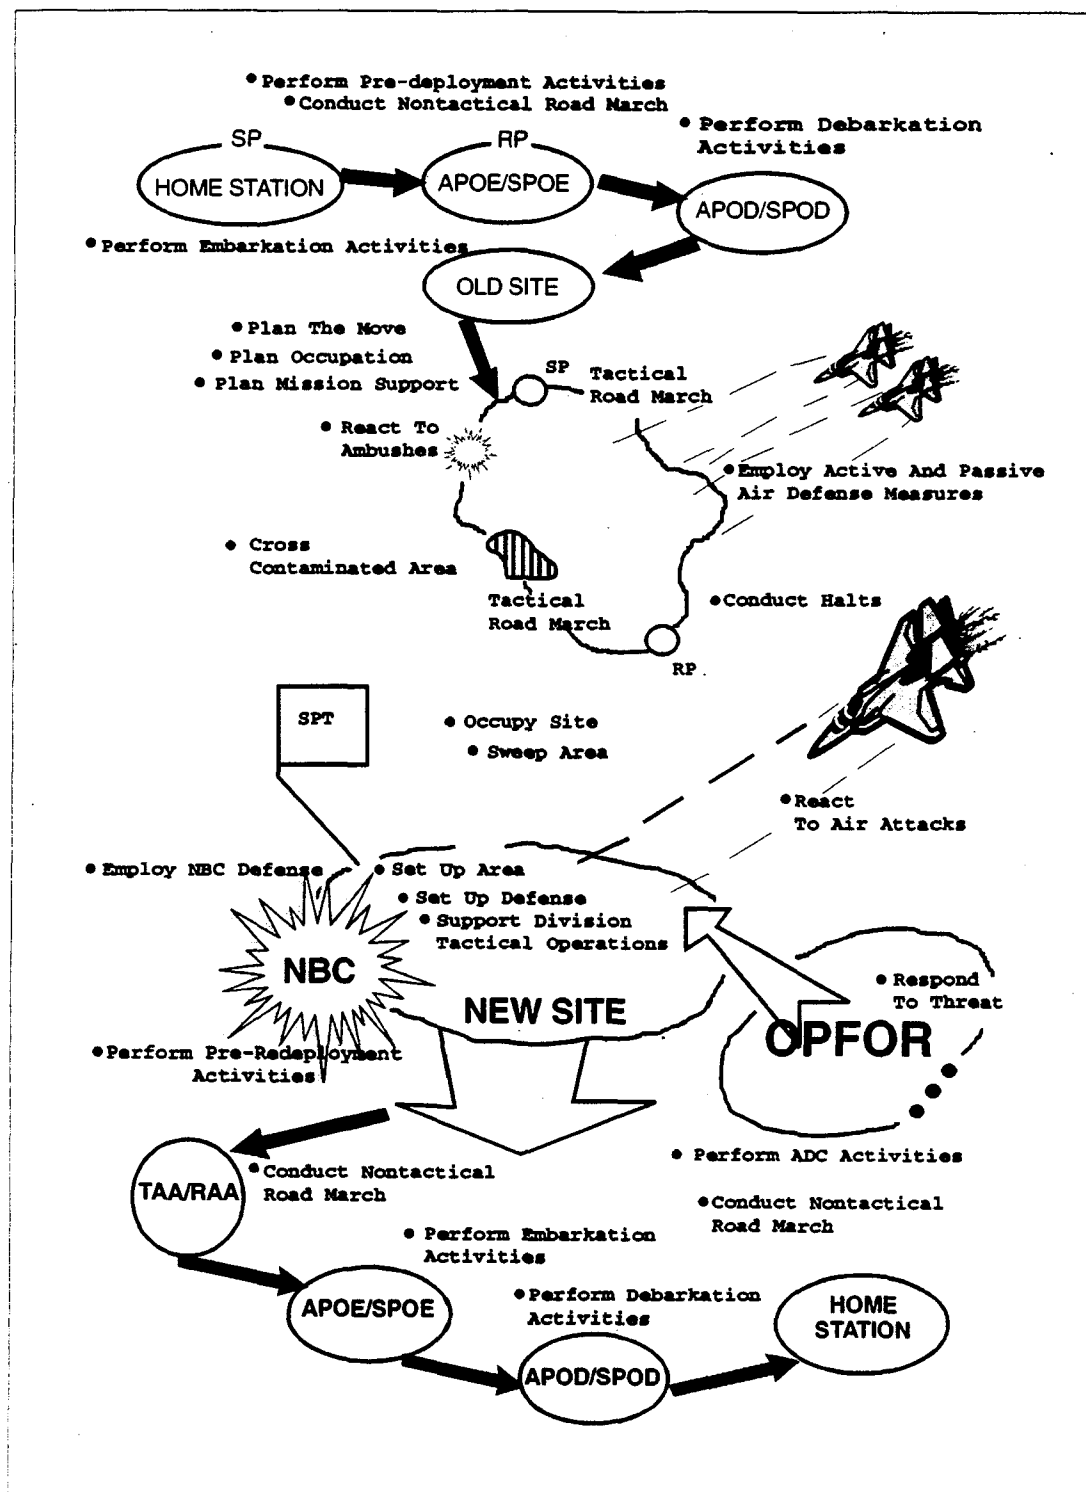 • Perform Pre-deployment Activities
• Conduct Nontactical Road March
• Perform Debarkation
Activities
SP
RP
HOME STATION
APOE/SPOE
APOD/SPOD
• Perform Embarkation Activities
OLD SITE
• Plan The Move
• Plan Occupation
• Plan Mission Support
SP
Tactical
Road March
• React To
Ambushes
• Employ Active And Passive
Air Defense Measures
• Cross
Contaminated Area
Tactical
Road March
• Conduct Halts
RP
SPT
• Occupy Site
• Sweep Area
• React
To Air Attacks
• Employ NBC Defense
• Set Up Area
• Set Up Defense
• Support Division
Tactical Operations
NBC
NEW SITE
• Respond
To Threat
OPFOR
• Perform Pre-Redeployment
Activities
• Perform ADC Activities
TAA/RAA
• Conduct Nontactical
Road March
• Conduct Nontactical
Road March
• Perform Embarkation
Activities
APOE/SPOE
• Perform Debarkation
Activities
HOME
STATION
APOD/SPOD